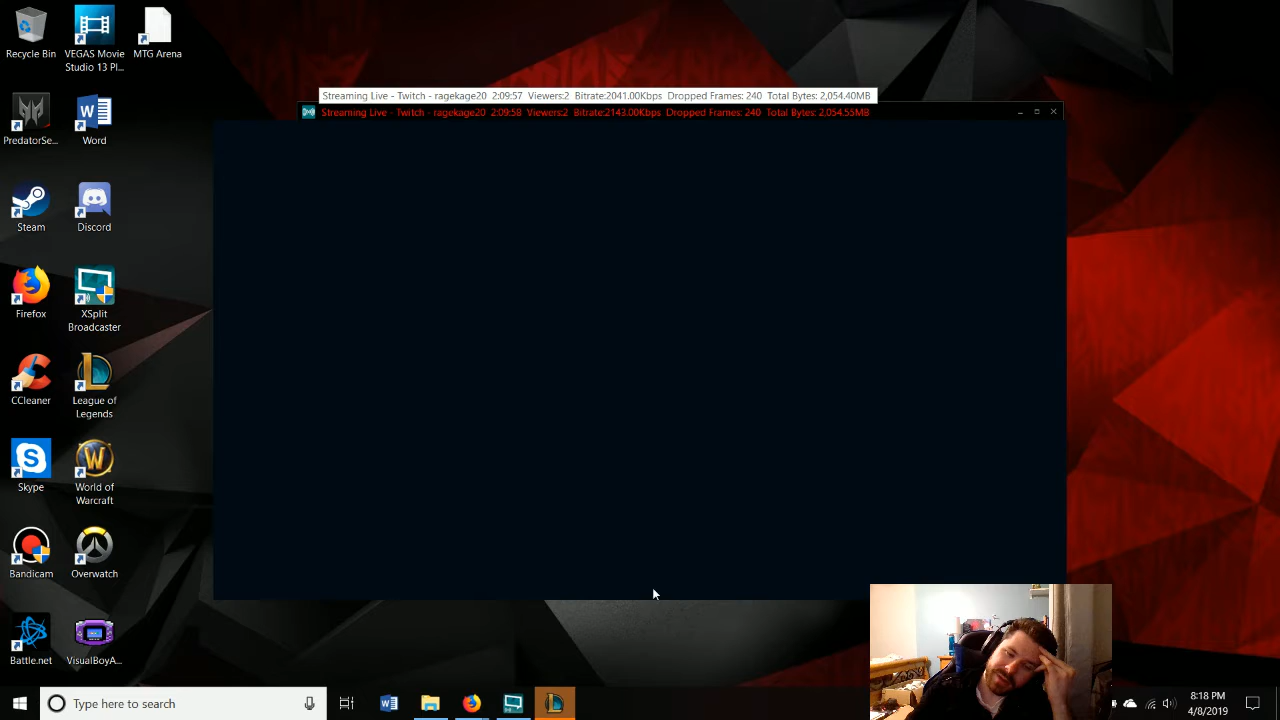 Recycle Bin
VEGAS Movie
Studio 13 Pl...
MTG Arena
Streaming Live - Twitch - ragekage20 2:09:57 Viewers:2 Bitrate:2041.00Kbps Dropped Frames: 240 Total Bytes: 2,054.40MB
Streaming Live - Twitch - ragekage20 2:09:58 Viewers:2 Bitrate:2143.00Kbps Dropped Frames: 240 Total Bytes: 2,054.55MB
PredatorSe...
Word
Steam
Discord
Firefox
XSplit
Broadcaster
CCleaner
League of
Legends
Skype
World of
Warcraft
Bandicam
Overwatch
Battle.net
VisualBoyA...
Type here to search
8:18 PM
4/8/2019